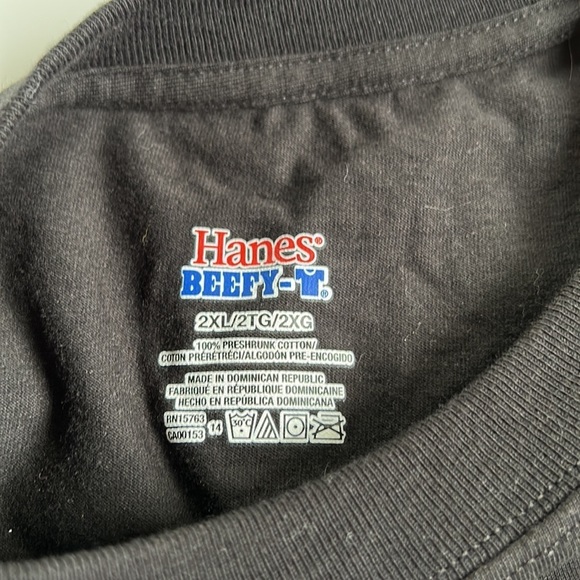 Hanes®
BEEFY-T®
2XL/2TG/2XG
100% PRESHRUNK COTTON/
COTON PRÉRÉTRÉCI/ALGODÓN PRE-ENCOGIDO
MADE IN DOMINICAN REPUBLIC
FABRIQUÉ EN RÉPUBLIQUE DOMINICAINE
HECHO EN REPÚBLICA DOMINICANA
RN15763
CA00153 14 30°C